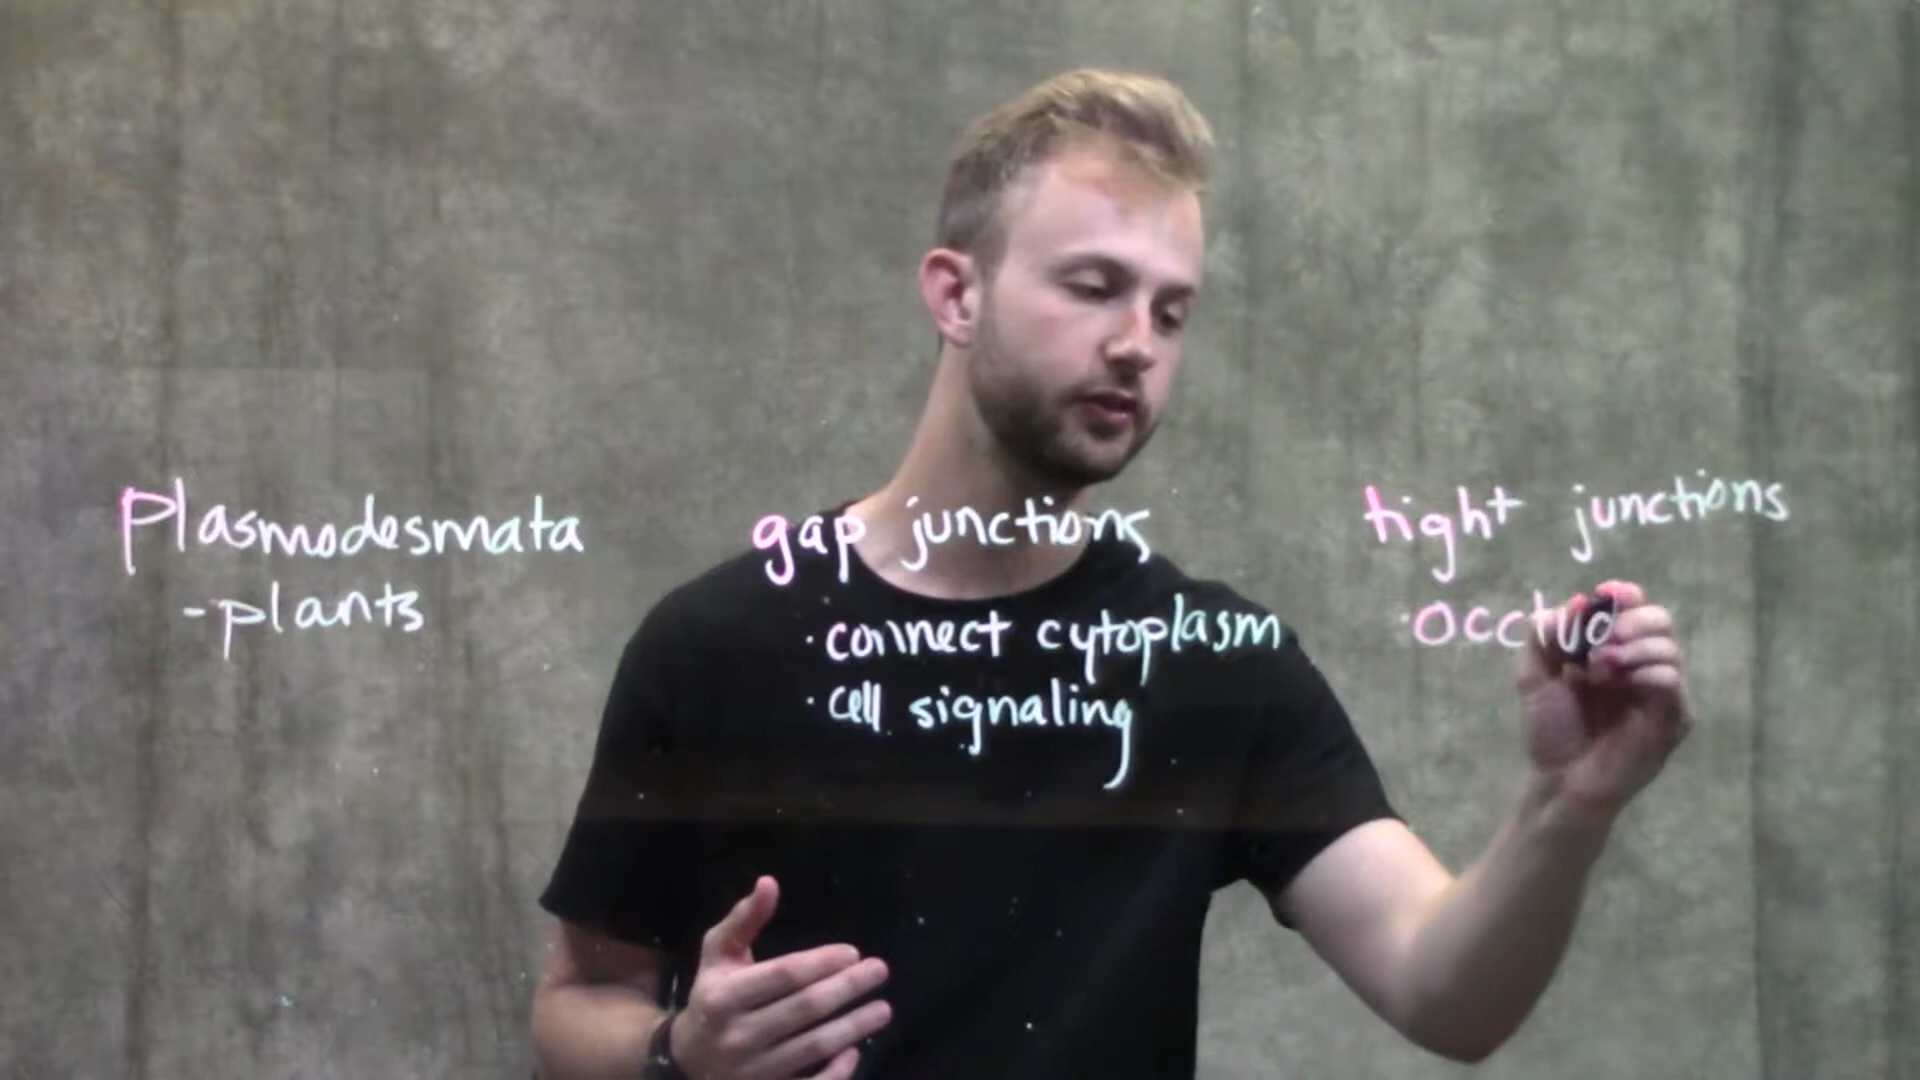 Plasmodesmata
-plants
gap junctions
· connect cytoplasm
· cell signaling
tight junctions